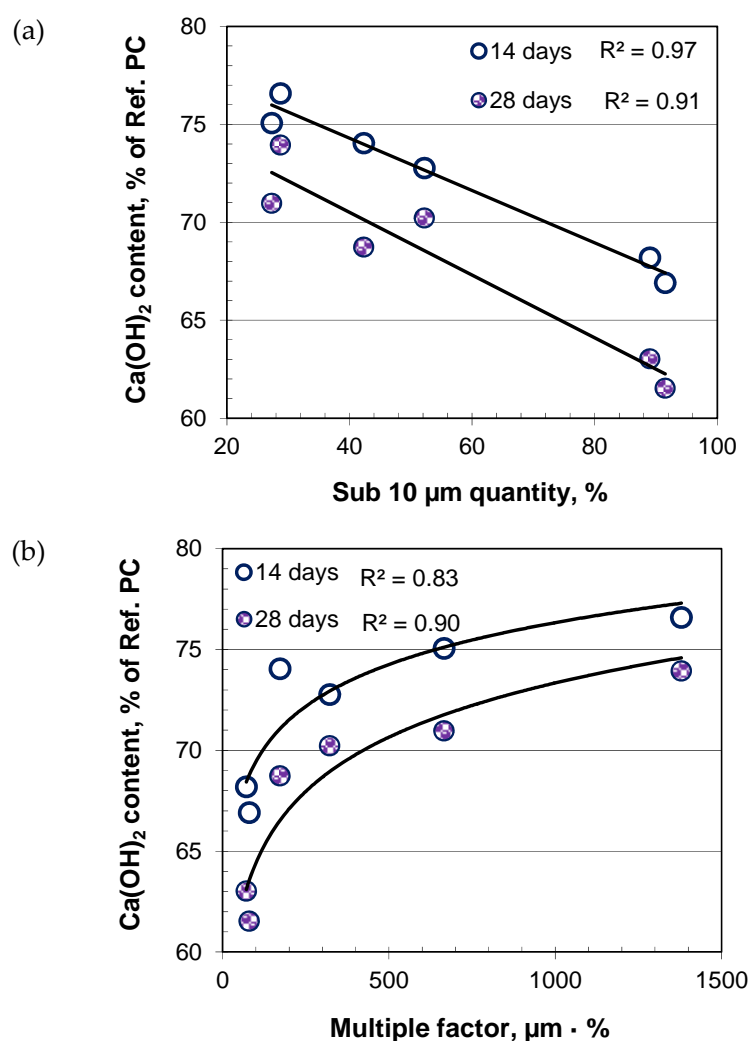 (a)
80
75
70
65
60
Ca(OH)₂ content, % of Ref. PC
14 days R² = 0.97
28 days R² = 0.91
20 40 60 80 100
Sub 10 µm quantity, %
(b)
80
75
70
65
60
Ca(OH)₂ content, % of Ref. PC
14 days R² = 0.83
28 days R² = 0.90
0 500 1000 1500
Multiple factor, µm · %